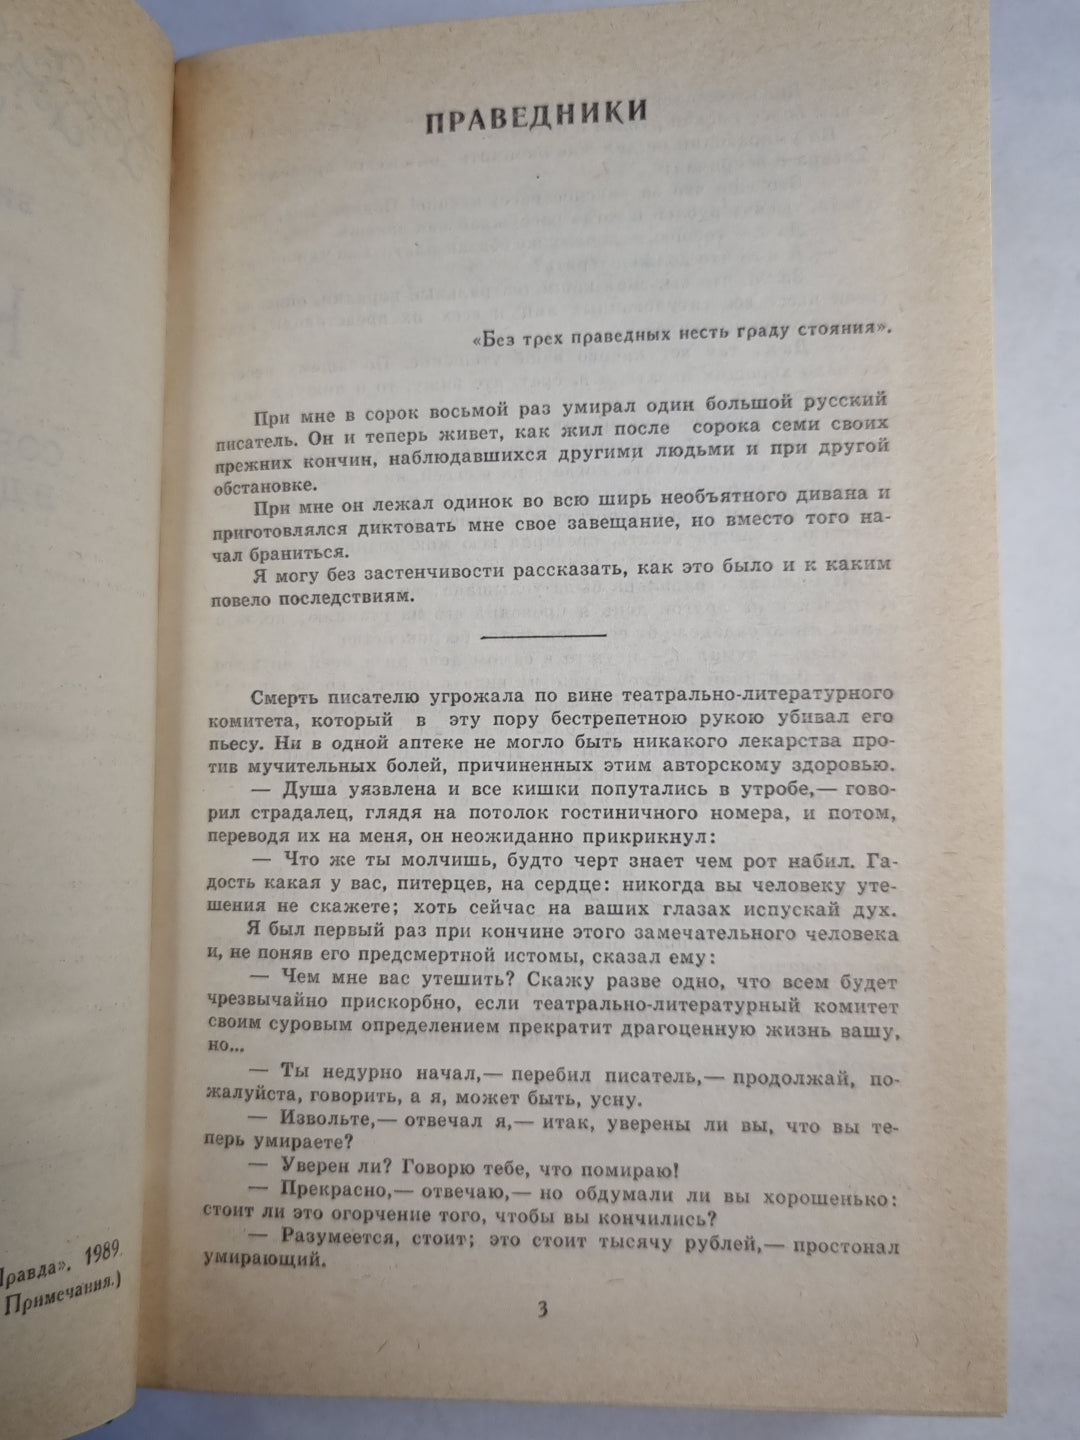 ПРАВЕДНИКИ
«Без трех праведных несть граду стояния».
При мне в сорок восьмой раз умирал один большой русский
писатель. Он и теперь живет, как жил после сорока семи своих
прежних кончин, наблюдавшихся другими людьми и при другой
обстановке.
При мне он лежал одинок во всю ширь необъятного дивана и
приготовлялся диктовать мне свое завещание, но вместо того на-
чал браниться.
Я могу без застенчивости рассказать, как это было и к каким
повело последствиям.
Смерть писателю угрожала по вине театрально-литературного
комитета, который в эту пору бестрепетною рукою убивал его
пьесу. Ни в одной аптеке не могло быть никакого лекарства про-
тив мучительных болей, причиненных этим авторскому здоровью.
— Душа уязвлена и все кишки попутались в утробе,— гово-
рил страдалец, глядя на потолок гостиничного номера, и потом,
переводя их на меня, он неожиданно прикрикнул:
— Что же ты молчишь, будто черт знает чем рот набил. Га-
дость какая у вас, питерцев, на сердце: никогда вы человеку уте-
шения не скажете; хоть сейчас на ваших глазах испускай дух.
Я был первый раз при кончине этого замечательного человека
и, не поняв его предсмертной истомы, сказал ему:
— Чем мне вас утешить? Скажу разве одно, что всем будет
чрезвычайно прискорбно, если театрально-литературный комитет
своим суровым определением прекратит драгоценную жизнь вашу,
но...
— Ты недурно начал,— перебил писатель,— продолжай, по-
жалуйста, говорить, а я, может быть, усну.
— Извольте,— отвечал я,— итак, уверены ли вы, что вы те-
перь умираете?
— Уверен ли? Говорю тебе, что помираю!
— Прекрасно,— отвечаю,— но обдумали ли вы хорошенько:
стоит ли это огорчение того, чтобы вы кончились?
— Разумеется, стоит; это стоит тысячу рублей,— простонал
умирающий.
3
Правда», 1989.
Примечания.)